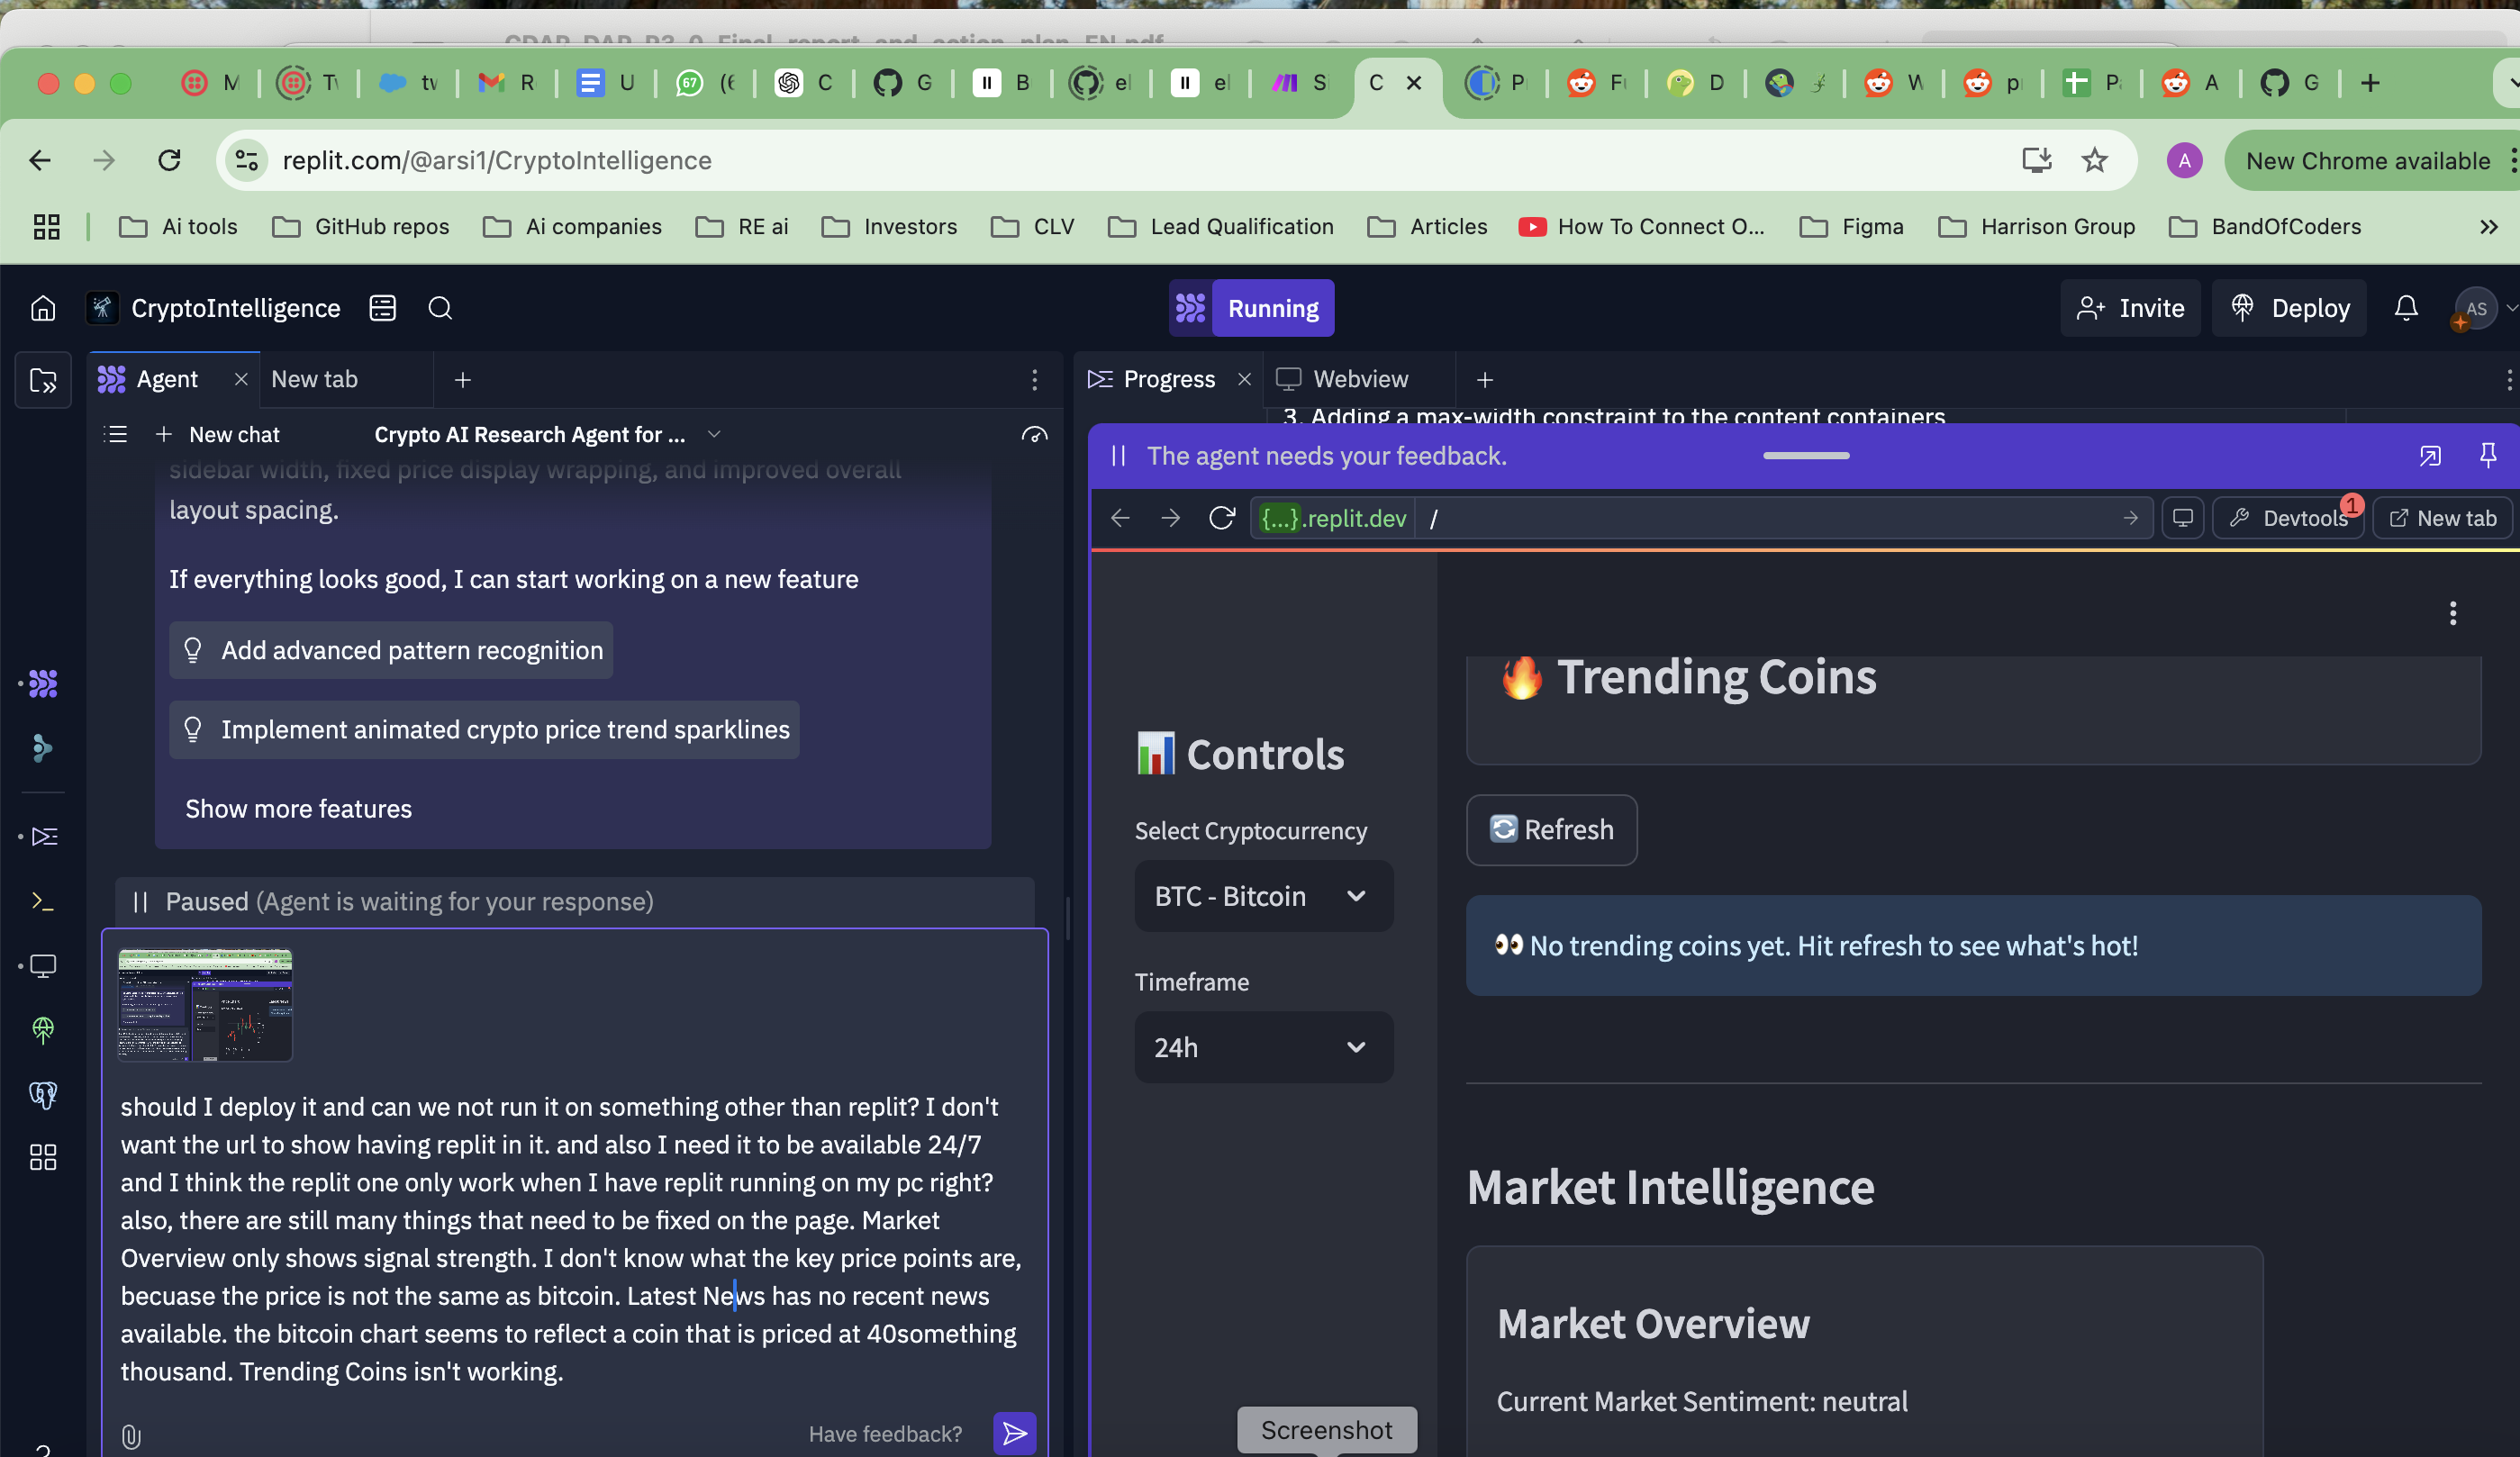 GDAP_DAP_P3_0_Final_report_and_action_plan_EN.pdf
M
Tv
tv
R
U
(6
C
G
B
el
el
S
C
P
F
D
W
p
P
A
G
replit.com/@arsi1/CryptoIntelligence
A
New Chrome available
Ai tools
GitHub repos
Ai companies
RE ai
Investors
CLV
Lead Qualification
Articles
How To Connect O...
Figma
Harrison Group
BandOfCoders
CryptoIntelligence
Running
Invite
Deploy
AS
Agent
New tab
Progress
Webview
3. Adding a max-width constraint to the content containers
New chat
Crypto AI Research Agent for ...
sidebar width, fixed price display wrapping, and improved overall
layout spacing.
If everything looks good, I can start working on a new feature
Add advanced pattern recognition
Implement animated crypto price trend sparklines
Show more features
Paused (Agent is waiting for your response)
should I deploy it and can we not run it on something other than replit? I don't
want the url to show having replit in it. and also I need it to be available 24/7
and I think the replit one only work when I have replit running on my pc right?
also, there are still many things that need to be fixed on the page. Market
Overview only shows signal strength. I don't know what the key price points are,
becuase the price is not the same as bitcoin. Latest News has no recent news
available. the bitcoin chart seems to reflect a coin that is priced at 40something
thousand. Trending Coins isn't working.
Have feedback?
The agent needs your feedback.
{...}.replit.dev
/
Devtools
1
New tab
Controls
Select Cryptocurrency
BTC - Bitcoin
Timeframe
24h
Trending Coins
Refresh
No trending coins yet. Hit refresh to see what's hot!
Market Intelligence
Market Overview
Current Market Sentiment: neutral
Screenshot